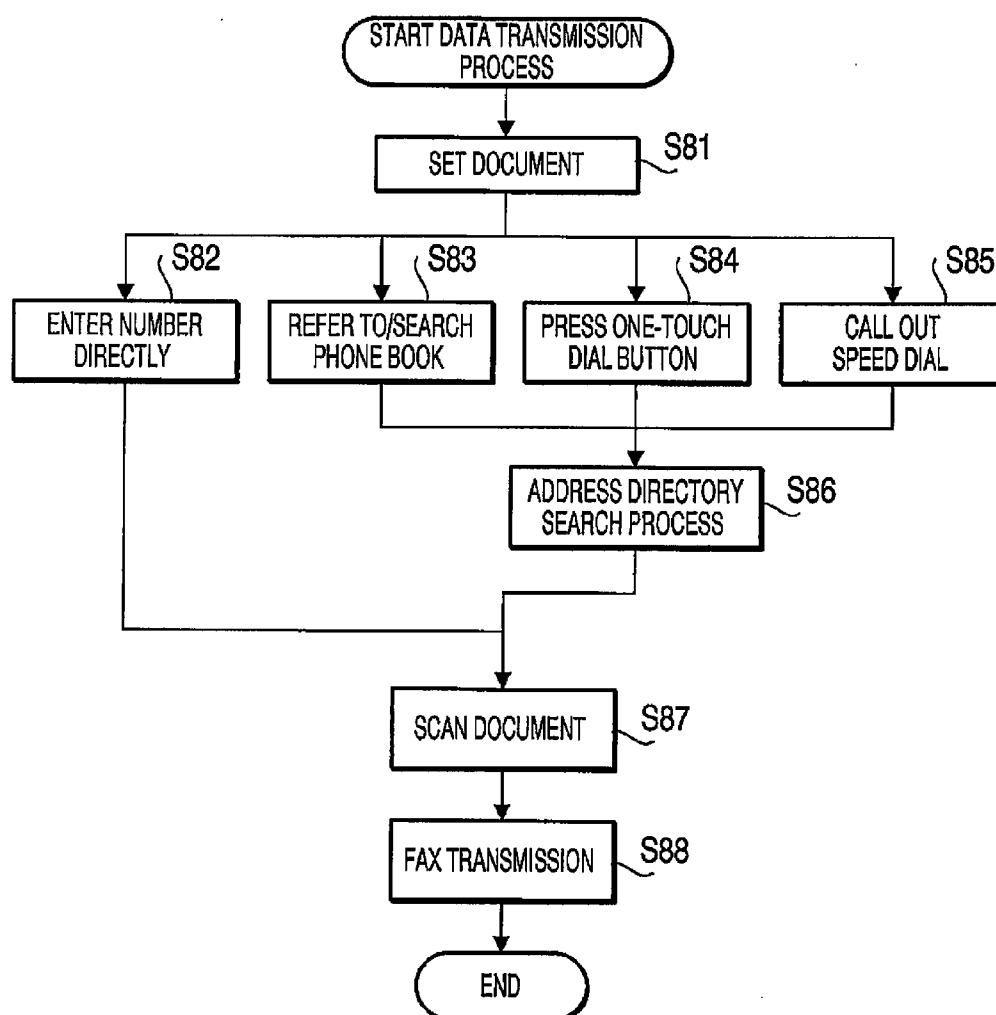 START DATA TRANSMISSION
PROCESS
SET DOCUMENT
S81
S82
ENTER NUMBER
DIRECTLY
S83
REFER TO/SEARCH
PHONE BOOK
S84
PRESS ONE-TOUCH
DIAL BUTTON
S85
CALL OUT
SPEED DIAL
ADDRESS DIRECTORY
SEARCH PROCESS
S86
SCAN DOCUMENT
S87
FAX TRANSMISSION
S88
END